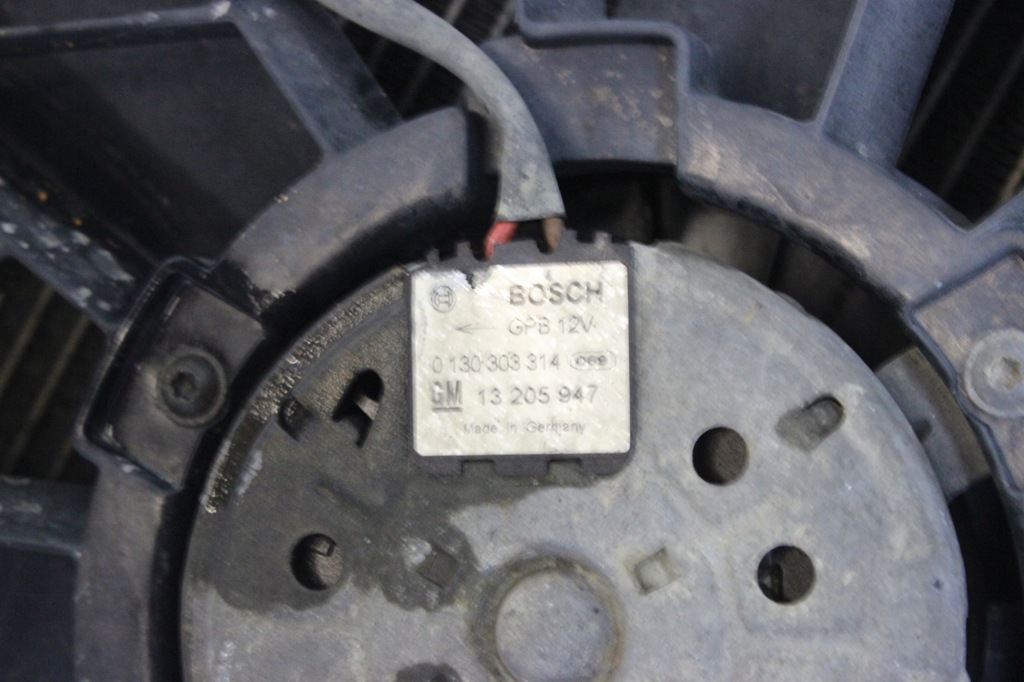 BOSCH
GPB 12V
0 130 303 314
GM 13 205 947
Made in Germany